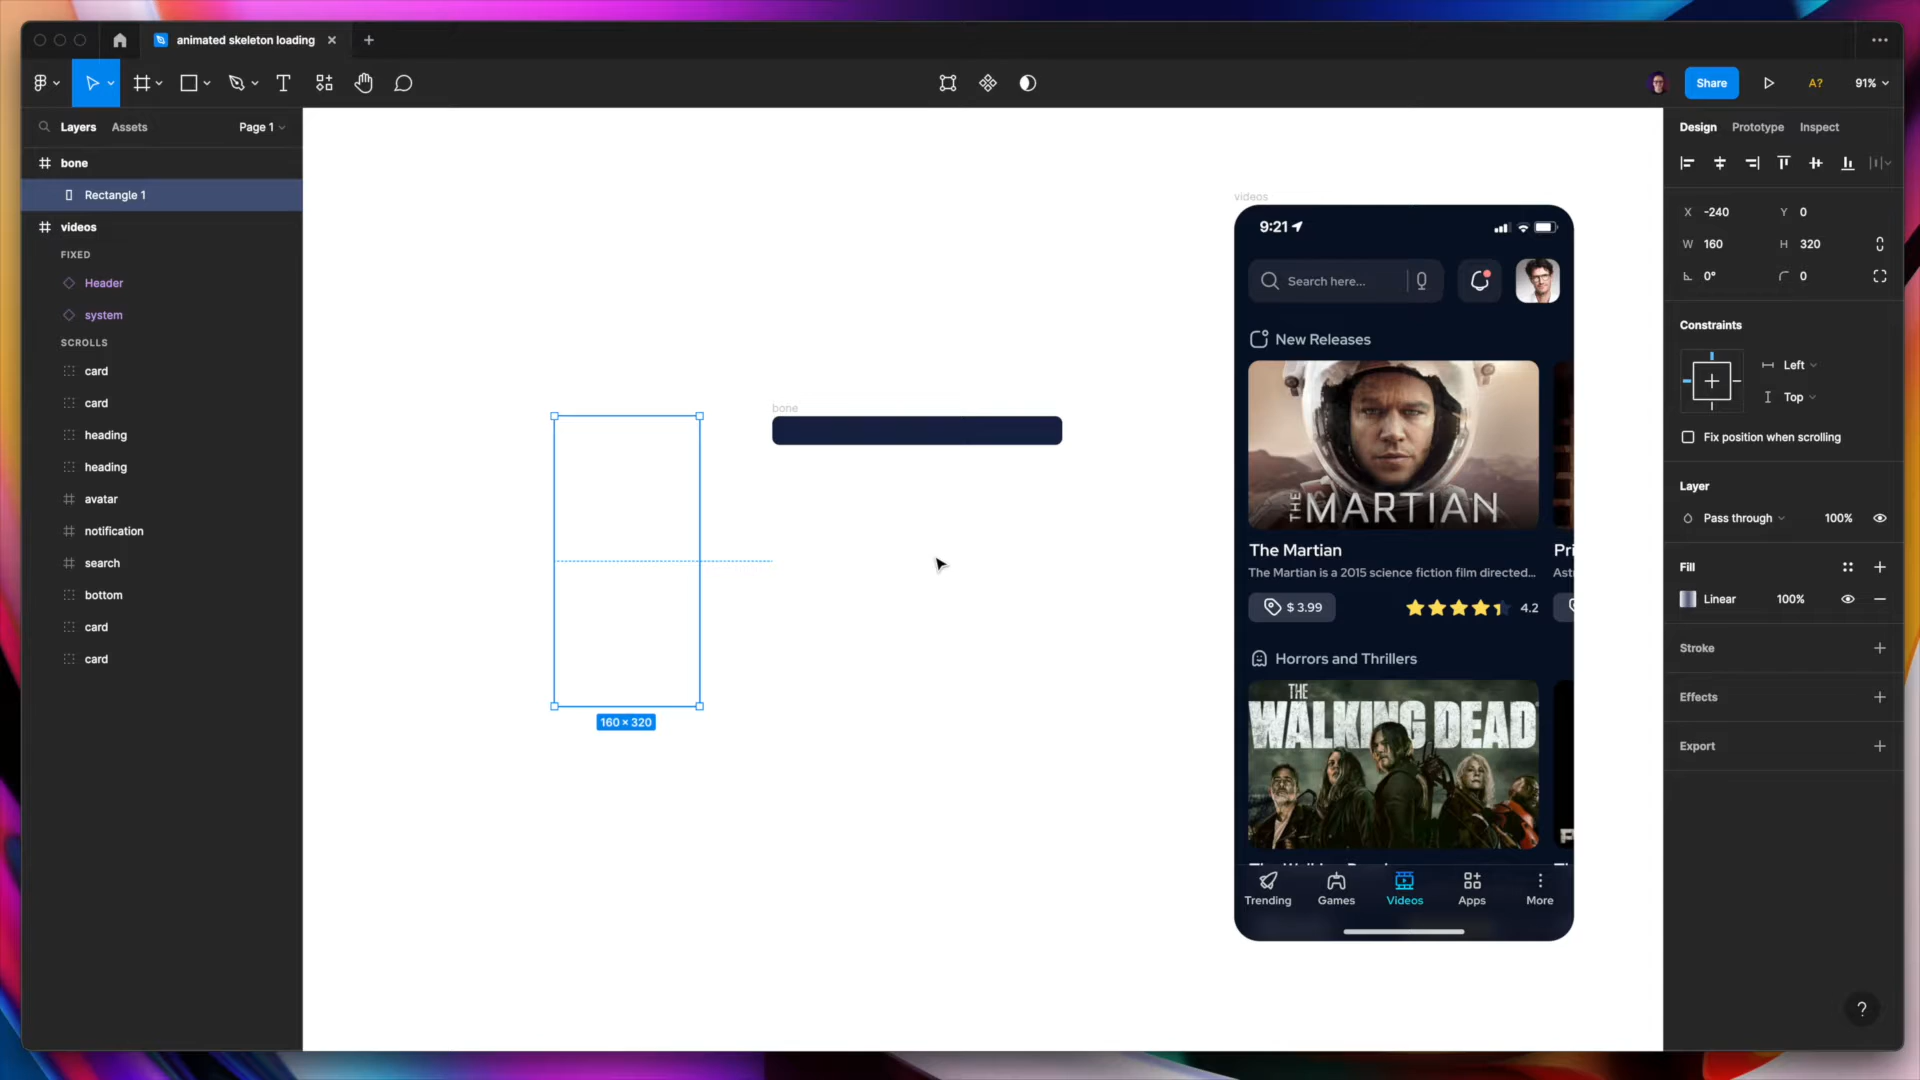 animated skeleton loading
Share
A?
91%
Layers
Assets
Page 1
bone
Rectangle 1
videos
FIXED
Header
system
SCROLLS
card
card
heading
heading
avatar
notification
search
bottom
card
card
160 × 320
bone
videos
9:21
Search here...
New Releases
THE MARTIAN
The Martian
Pri
The Martian is a 2015 science fiction film directed...
Ast
$ 3.99
4.2
Horrors and Thrillers
THE
WALKING DEAD
Trending
Games
Videos
Apps
More
Design
Prototype
Inspect
X -240
Y 0
W 160
H 320
0°
0
Constraints
Left
Top
Fix position when scrolling
Layer
Pass through
100%
Fill
Linear
100%
Stroke
Effects
Export
?